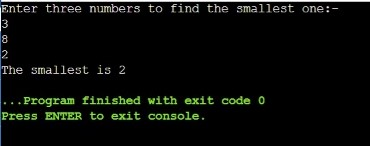 Enter three numbers to find the smallest one:-
3
8
2
The smallest is 2
...Program finished with exit code 0
Press ENTER to exit console.